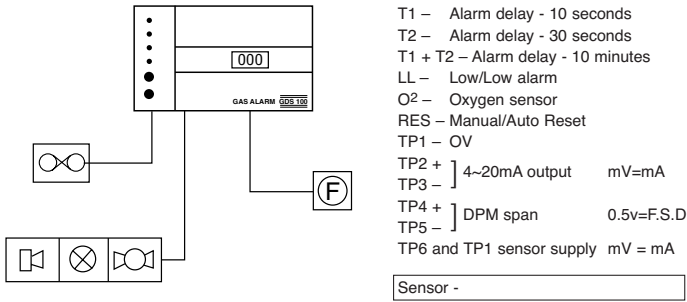 000
GAS ALARM GDS 100
F
T1 – Alarm delay - 10 seconds
T2 – Alarm delay - 30 seconds
T1 + T2 – Alarm delay - 10 minutes
LL – Low/Low alarm
O2 – Oxygen sensor
RES – Manual/Auto Reset
TP1 – OV
TP2 +
TP3 –
4~20mA output mV=mA
TP4 +
TP5 –
DPM span 0.5v=F.S.D
TP6 and TP1 sensor supply mV = mA
Sensor -